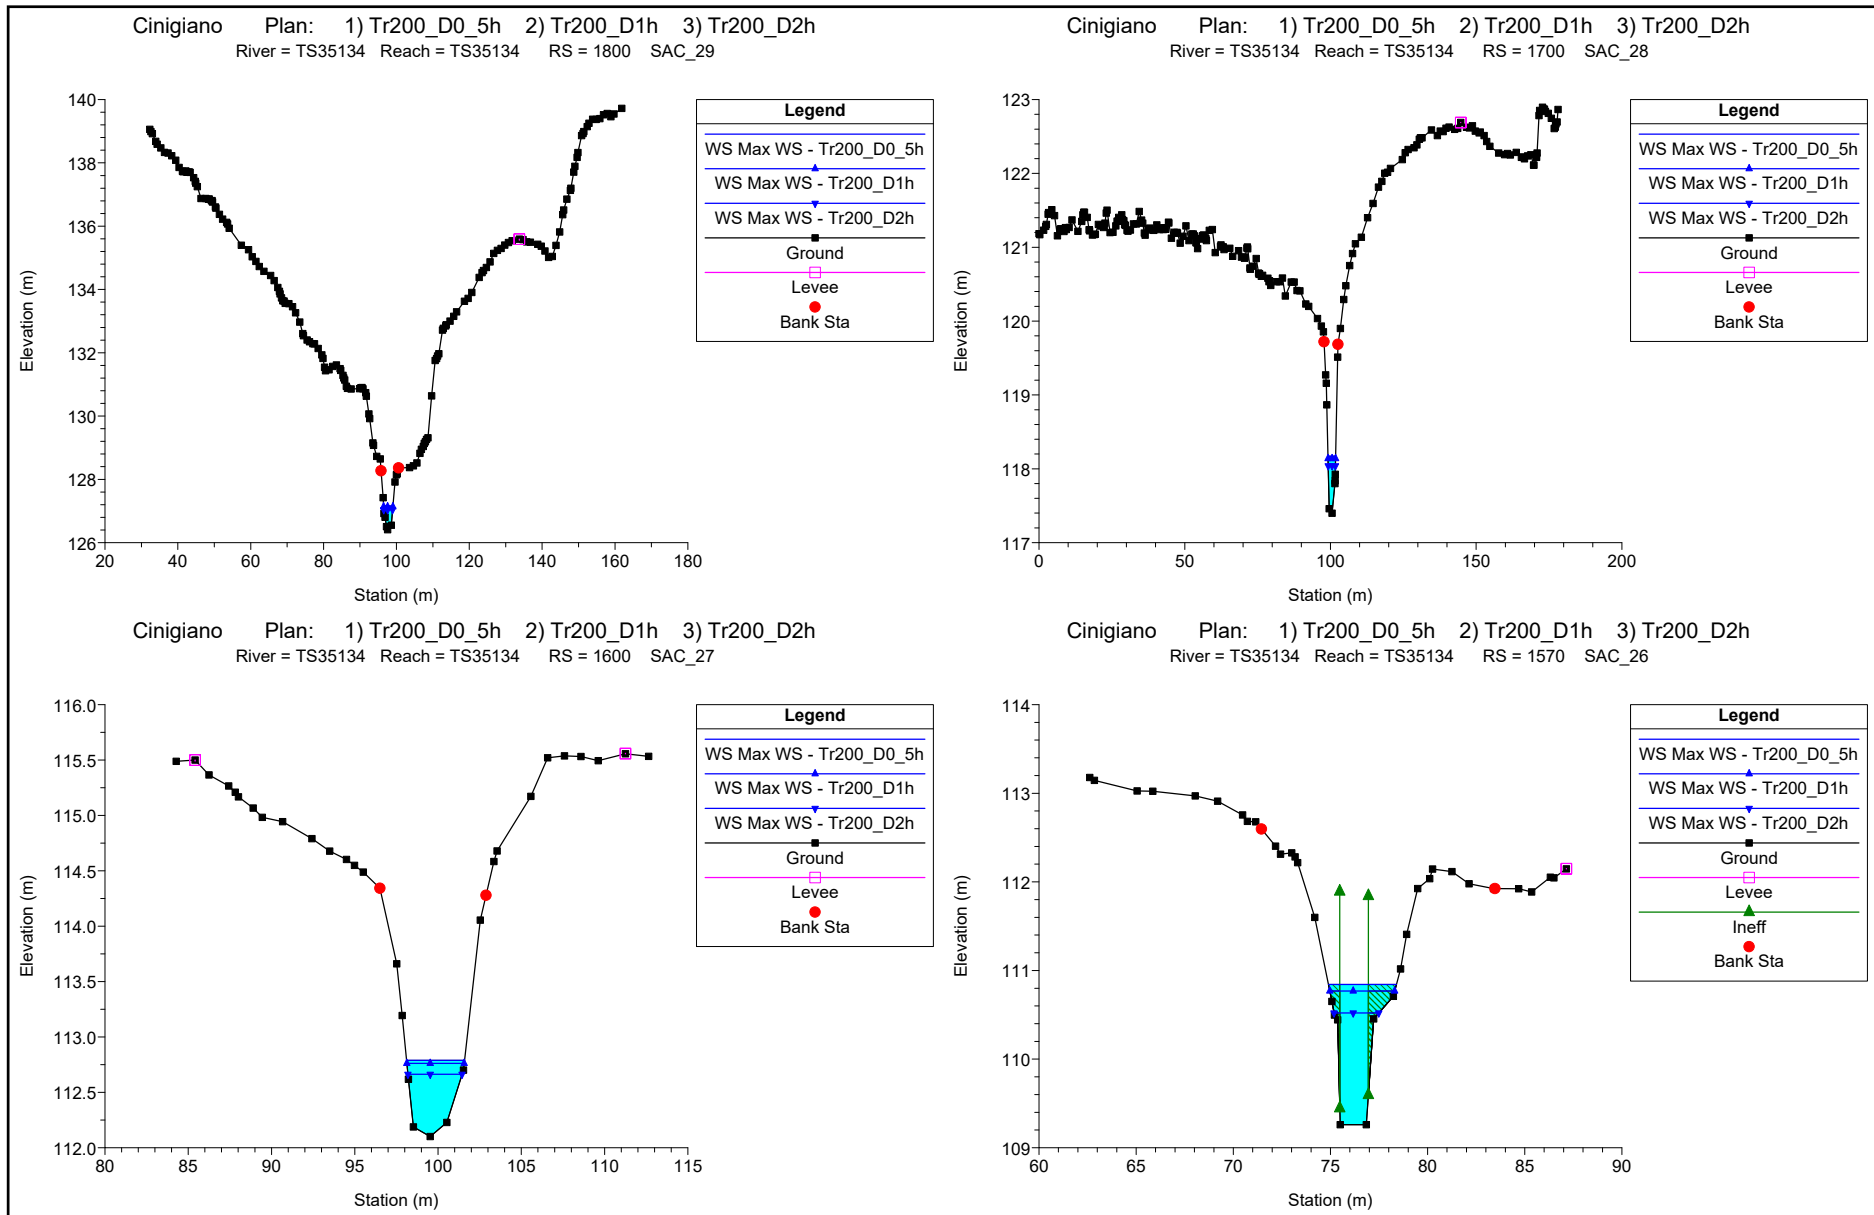 Cinigiano Plan: 1) Tr200_D0_5h 2) Tr200_D1h 3) Tr200_D2h
River = TS35134 Reach = TS35134 RS = 1800 SAC_29
Elevation (m)
140
138
136
134
132
130
128
126
20 40 60 80 100 120 140 160 180
Station (m)
Legend
WS Max WS - Tr200_D0_5h
WS Max WS - Tr200_D1h
WS Max WS - Tr200_D2h
Ground
Levee
Bank Sta
Cinigiano Plan: 1) Tr200_D0_5h 2) Tr200_D1h 3) Tr200_D2h
River = TS35134 Reach = TS35134 RS = 1700 SAC_28
Elevation (m)
123
122
121
120
119
118
117
0 50 100 150 200
Station (m)
Legend
WS Max WS - Tr200_D0_5h
WS Max WS - Tr200_D1h
WS Max WS - Tr200_D2h
Ground
Levee
Bank Sta
Cinigiano Plan: 1) Tr200_D0_5h 2) Tr200_D1h 3) Tr200_D2h
River = TS35134 Reach = TS35134 RS = 1600 SAC_27
Elevation (m)
116.0
115.5
115.0
114.5
114.0
113.5
113.0
112.5
112.0
80 85 90 95 100 105 110 115
Station (m)
Legend
WS Max WS - Tr200_D0_5h
WS Max WS - Tr200_D1h
WS Max WS - Tr200_D2h
Ground
Levee
Bank Sta
Cinigiano Plan: 1) Tr200_D0_5h 2) Tr200_D1h 3) Tr200_D2h
River = TS35134 Reach = TS35134 RS = 1570 SAC_26
Elevation (m)
114
113
112
111
110
109
60 65 70 75 80 85 90
Station (m)
Legend
WS Max WS - Tr200_D0_5h
WS Max WS - Tr200_D1h
WS Max WS - Tr200_D2h
Ground
Levee
Ineff
Bank Sta